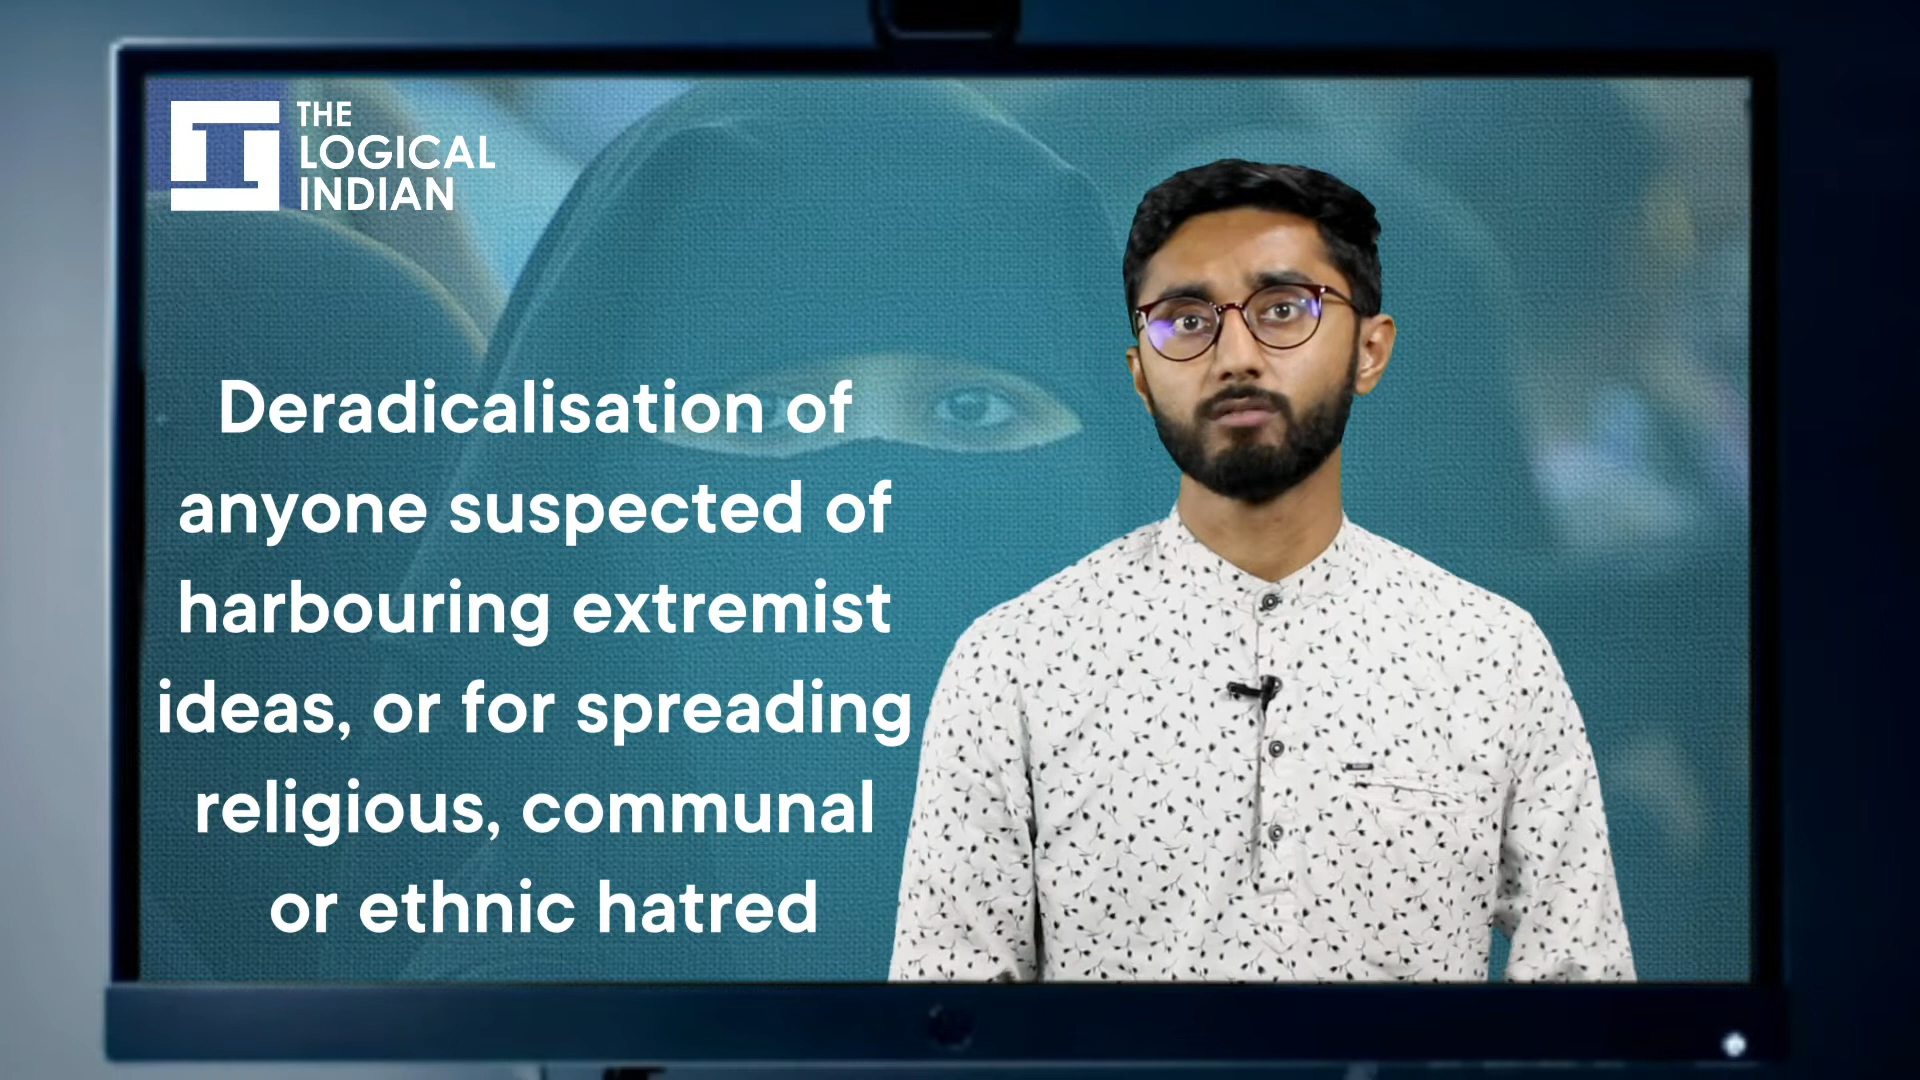 THE
LOGICAL
INDIAN
Deradicalisation of
anyone suspected of
harbouring extremist
ideas, or for spreading
religious, communal
or ethnic hatred